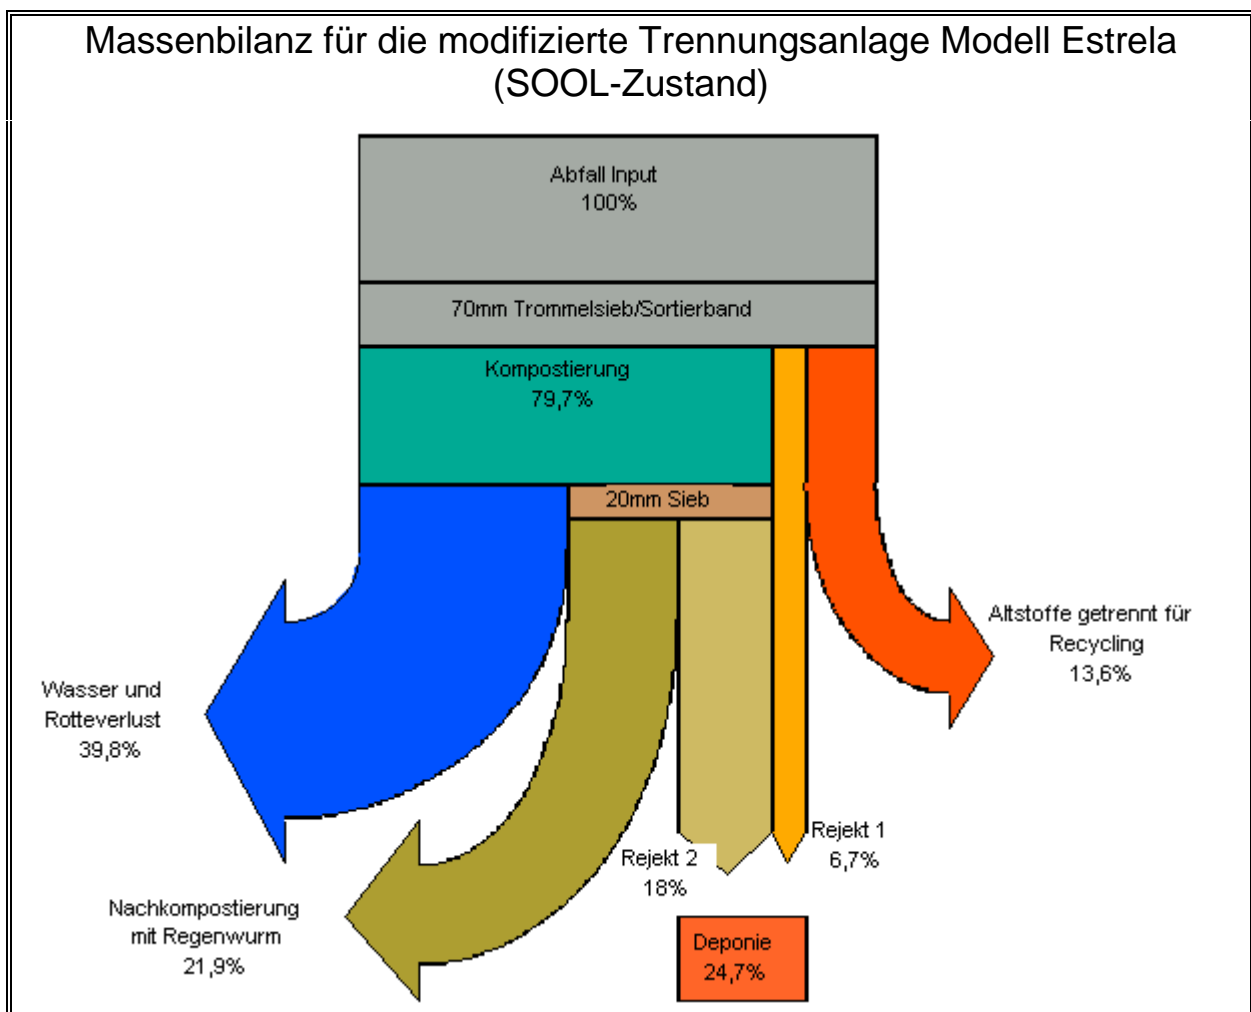 Massenbilanz für die modifizierte Trennungsanlage Modell Estrela
(SOOL-Zustand)
Abfall Input
100%
70mm Trommelsieb/Sortierband
Kompostierung
79,7%
20mm Sieb
Altstoffe getrennt für
Recycling
13,6%
Wasser und
Rotteverlust
39,8%
Rejekt 1
6,7%
Rejekt 2
18%
Nachkompostierung
mit Regenwurm
21,9%
Deponie
24,7%